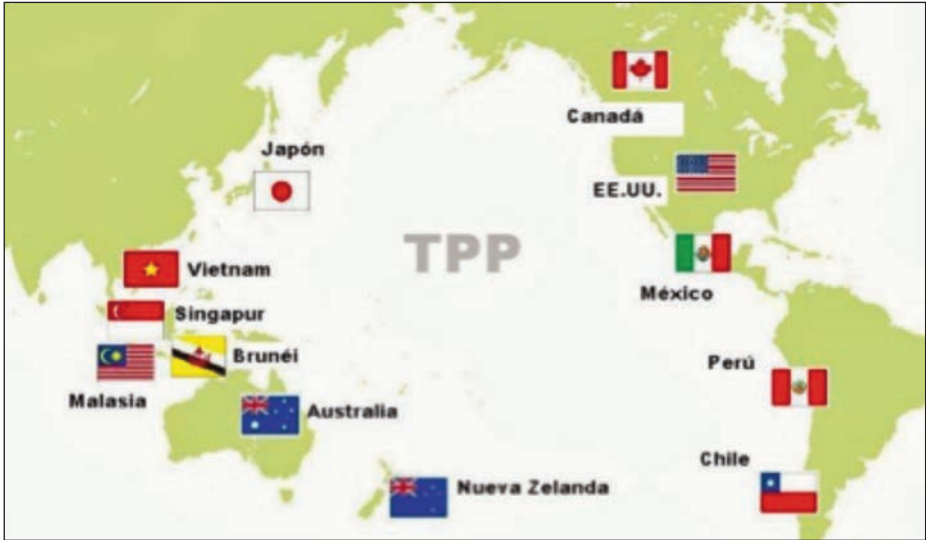 Canadá
Japón
EE.UU.
TPP
Vietnam
México
Singapur
Brunéi
Perú
Malasia
Australia
Chile
Nueva Zelanda